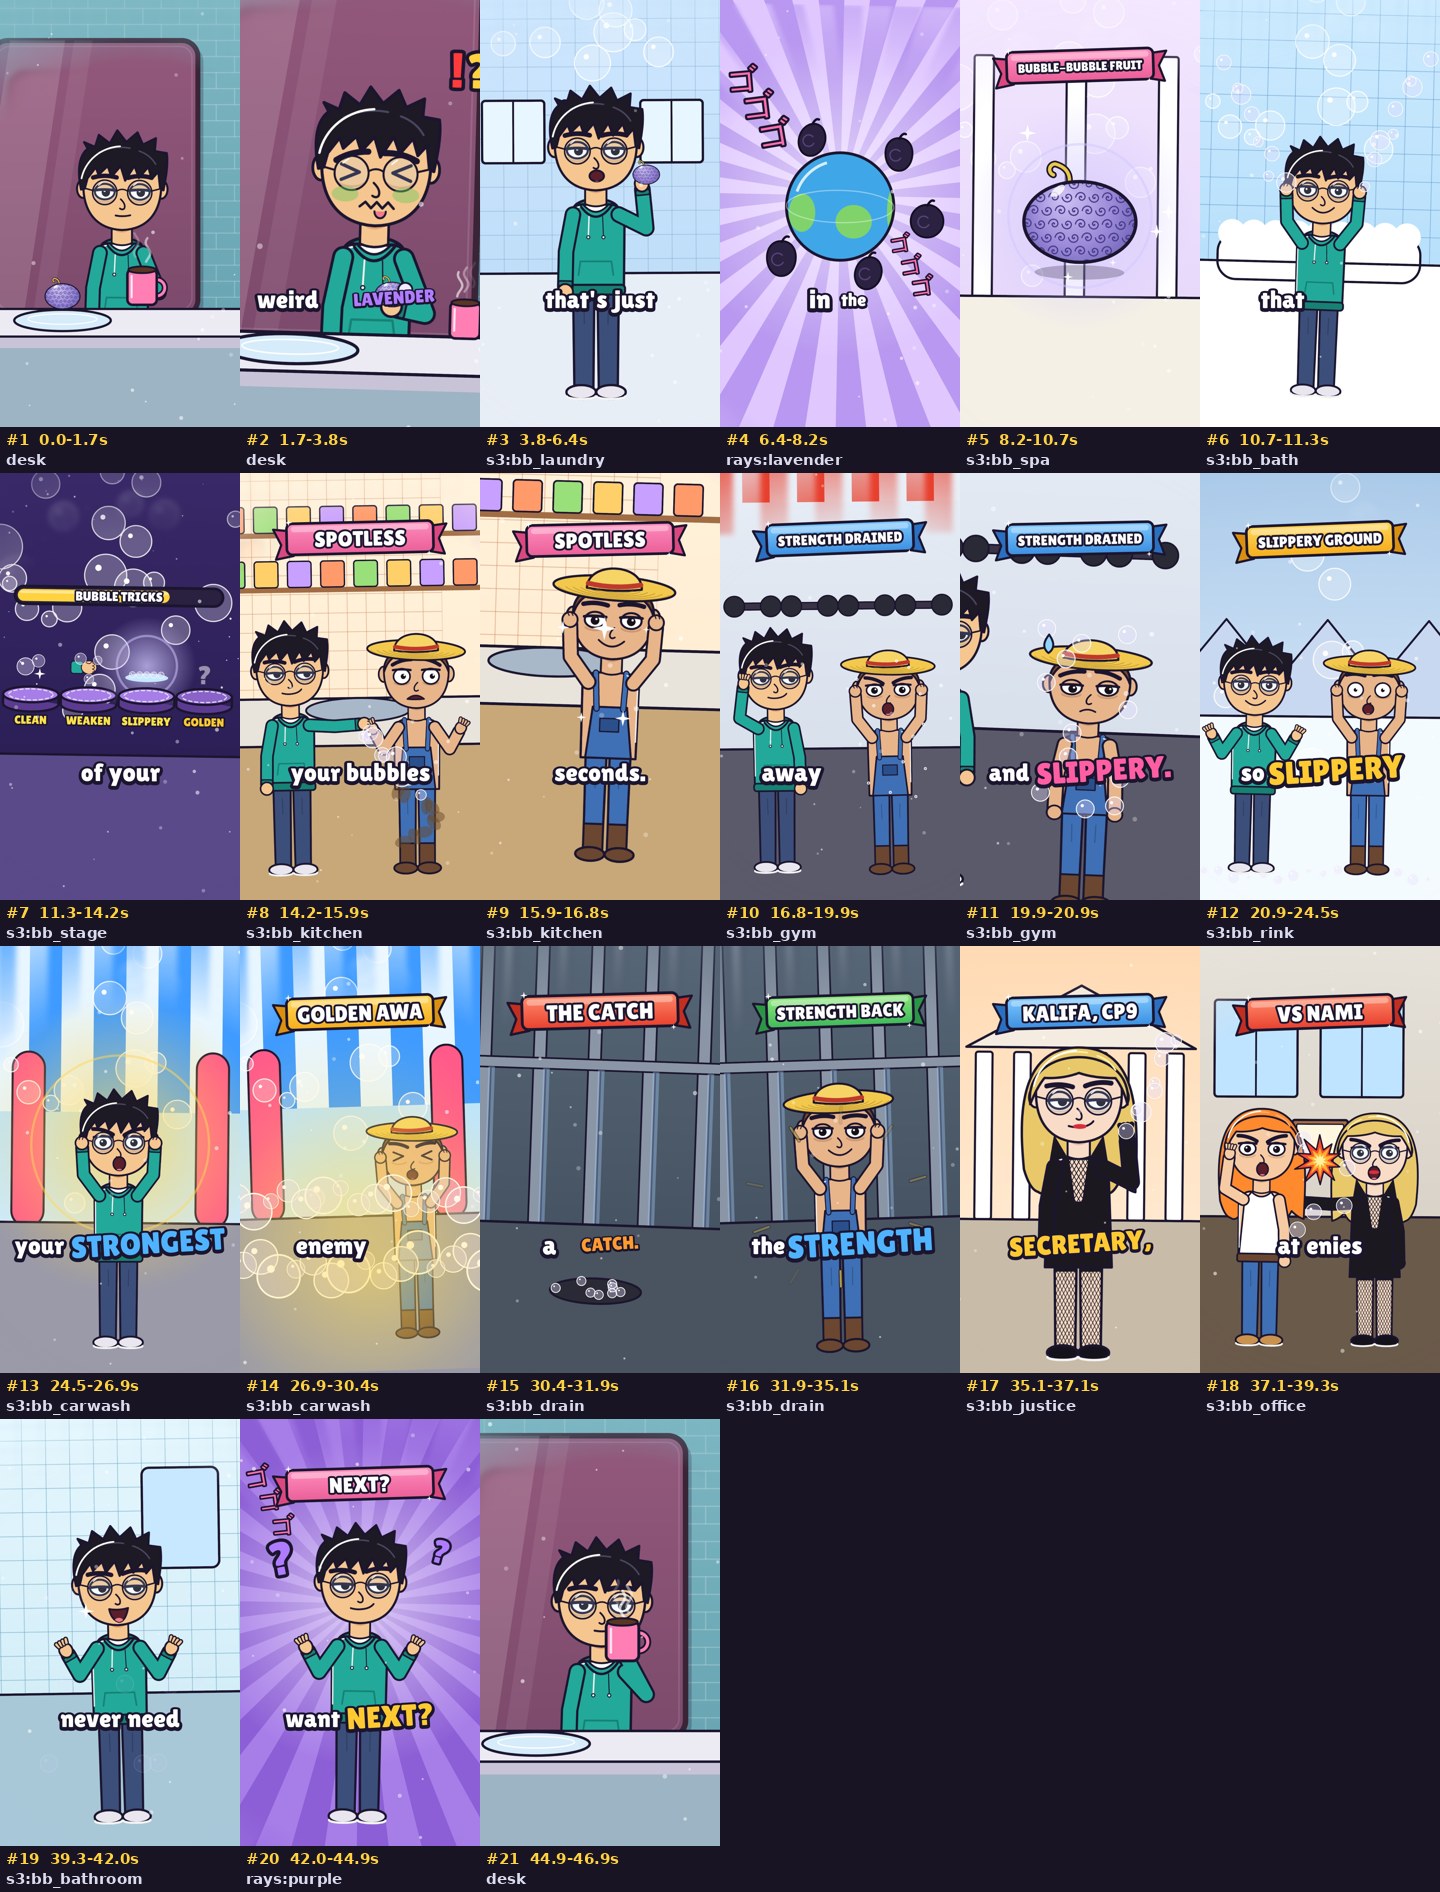 !?
weird LAVENDER
that's just
ゴゴゴゴ
in the
ゴゴゴゴ
BUBBLE-BUBBLE FRUIT
that
#1 0.0-1.7s
desk
#2 1.7-3.8s
desk
#3 3.8-6.4s
s3:bb_laundry
#4 6.4-8.2s
rays:lavender
#5 8.2-10.7s
s3:bb_spa
#6 10.7-11.3s
s3:bb_bath
BUBBLE TRICKS
?
CLEAN WEAKEN SLIPPERY GOLDEN
of your
SPOTLESS
your bubbles
SPOTLESS
seconds.
STRENGTH DRAINED
away
STRENGTH DRAINED
and SLIPPERY.
SLIPPERY GROUND
so SLIPPERY
#7 11.3-14.2s
s3:bb_stage
#8 14.2-15.9s
s3:bb_kitchen
#9 15.9-16.8s
s3:bb_kitchen
#10 16.8-19.9s
s3:bb_gym
#11 19.9-20.9s
s3:bb_gym
#12 20.9-24.5s
s3:bb_rink
your STRONGEST
GOLDEN AWA
enemy
THE CATCH
a CATCH.
STRENGTH BACK
the STRENGTH
KALIFA, CP9
SECRETARY,
VS NAMI
at enies
#13 24.5-26.9s
s3:bb_carwash
#14 26.9-30.4s
s3:bb_carwash
#15 30.4-31.9s
s3:bb_drain
#16 31.9-35.1s
s3:bb_drain
#17 35.1-37.1s
s3:bb_justice
#18 37.1-39.3s
s3:bb_office
never need
NEXT?
ゴゴゴ
? ?
want NEXT?
#19 39.3-42.0s
s3:bb_bathroom
#20 42.0-44.9s
rays:purple
#21 44.9-46.9s
desk